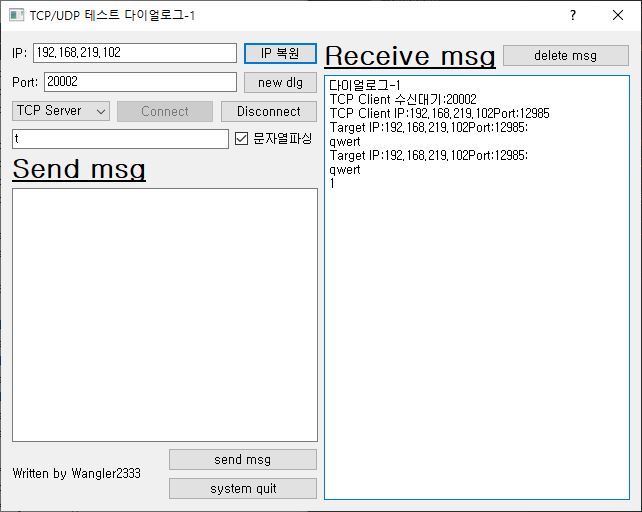 TCP/UDP 테스트 다이얼로그-1
IP: 192,168,219,102
IP 복원
Port: 20002
new dlg
TCP Server
Connect
Disconnect
t
문자열파싱
Send msg
send msg
Written by Wangler2333
system quit
Receive msg
delete msg
다이얼로그-1
TCP Client 수신대기:20002
TCP Client IP:192,168,219,102Port:12985
Target IP:192,168,219,102Port:12985:
qwert
Target IP:192,168,219,102Port:12985:
qwert
1